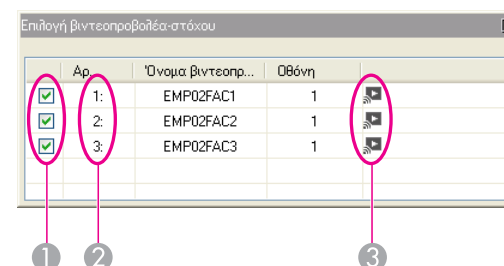 Επιλογή βιντεοπροβολέα-στόχου
Αρ. Όνομα βιντεοπρ... Οθόνη
1: EMP02FAC1 1
2: EMP02FAC2 1
3: EMP02FAC3 1
1 2 3